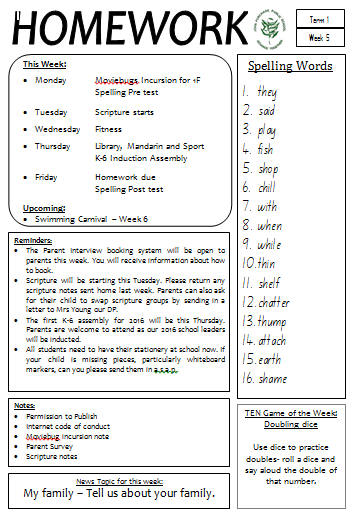 HOMEWORK
Term 1
Week 5
This Week:
Monday Moviebugs Incursion for 1F
Spelling Pre test
Tuesday Scripture starts
Wednesday Fitness
Thursday Library, Mandarin and Sport
K-6 Induction Assembly
Friday Homework due
Spelling Post test
Upcoming:
Swimming Carnival – Week 6
Spelling Words
1. they
2. said
3. play
4. fish
5. shop
6. chill
7. with
8. when
9. while
10. thin
11. shelf
12. chatter
13. thump
14. attach
15. earth
16. shame
Reminders:
The Parent Interview booking system will be open to
parents this week. You will receive information about how
to book.
Scripture will be starting this Tuesday. Please return any
scripture notes sent home last week. Parents can also ask
for their child to swap scripture groups by sending in a
letter to Mrs Young our DP.
The first K-6 assembly for 2016 will be this Thursday.
Parents are welcome to attend as our 2016 school leaders
will be inducted.
All students need to have their stationery at school now. If
your child is missing pieces, particularly whiteboard
markers, can you please send them in a.s.a.p.
Notes:
Permission to Publish
Internet code of conduct
Moviebug incursion note
Parent Survey
Scripture notes
TEN Game of the Week:
Doubling dice
Use dice to practice
doubles- roll a dice and
say aloud the double of
that number.
News Topic for this week:
My family – Tell us about your family.